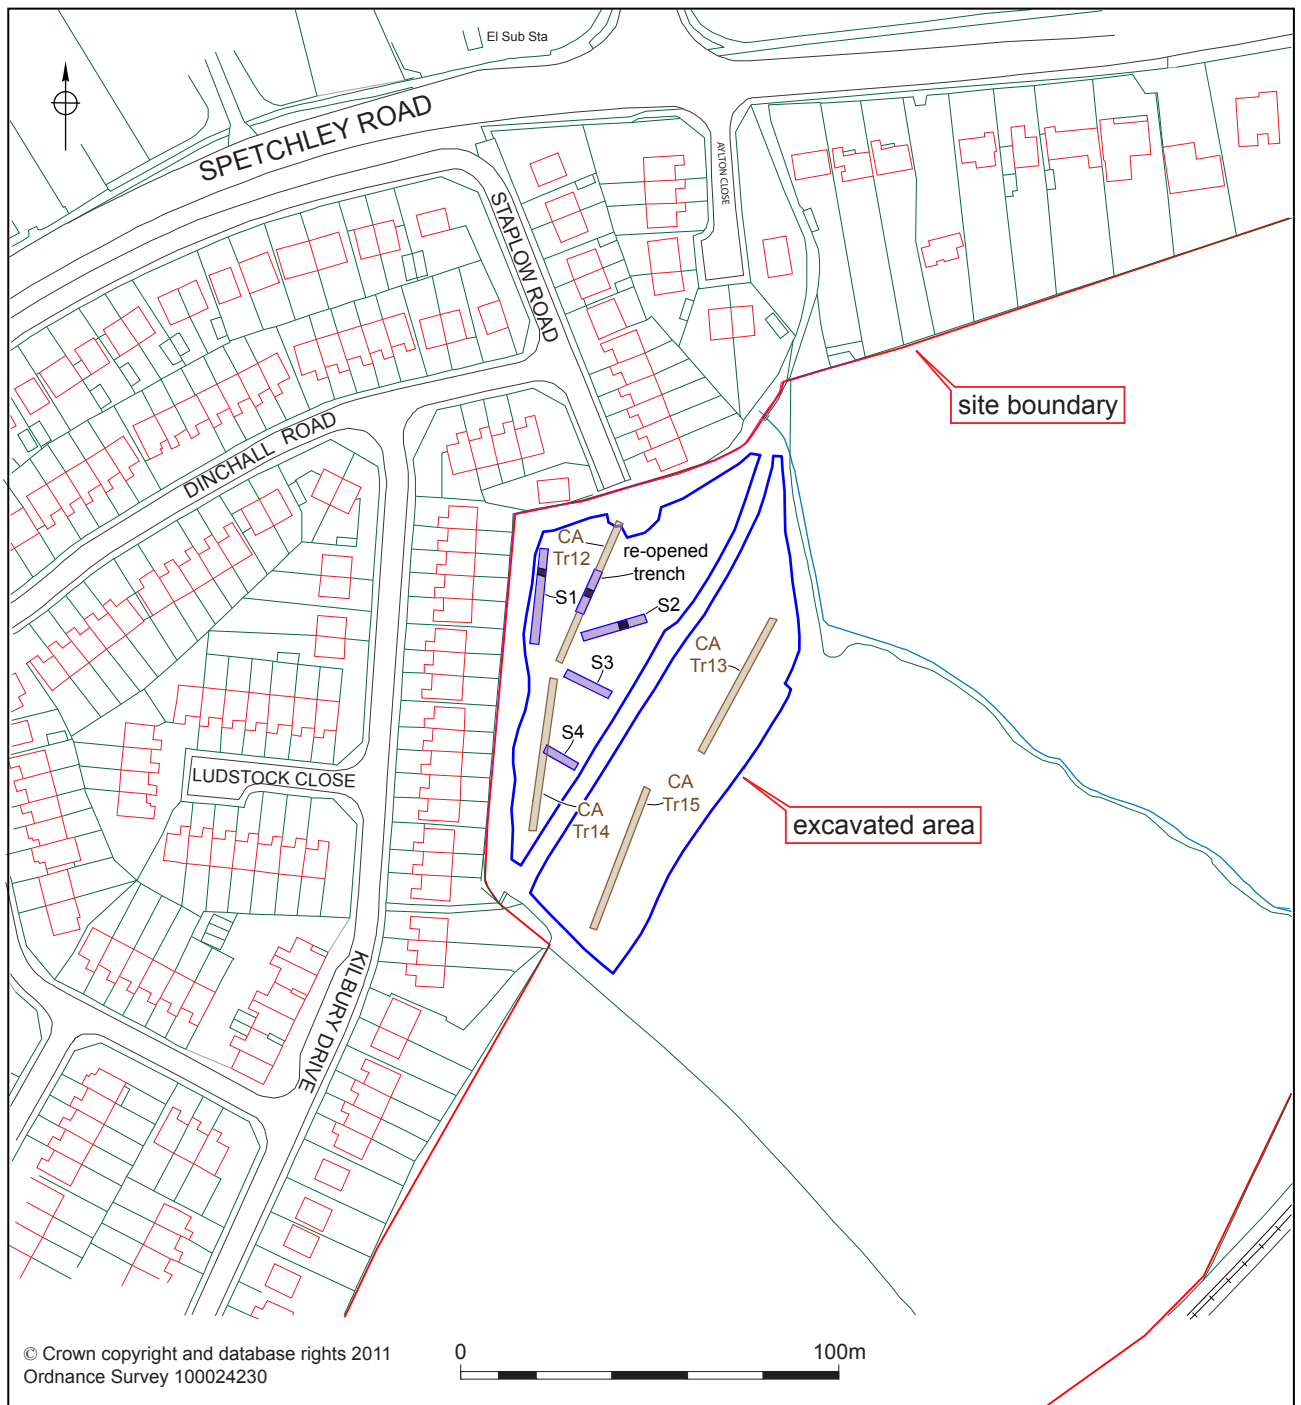 El Sub Sta
SPETCHLEY ROAD
AYLTON CLOSE
STAPLOW ROAD
site boundary
DINCHALL ROAD
CA
Tr12
re-opened
trench
S1
S2
CA
Tr13
S3
S4
LUDSTOCK CLOSE
CA
Tr14
CA
Tr15
excavated area
KILBURY DRIVE
© Crown copyright and database rights 2011
Ordnance Survey 100024230
0
100m